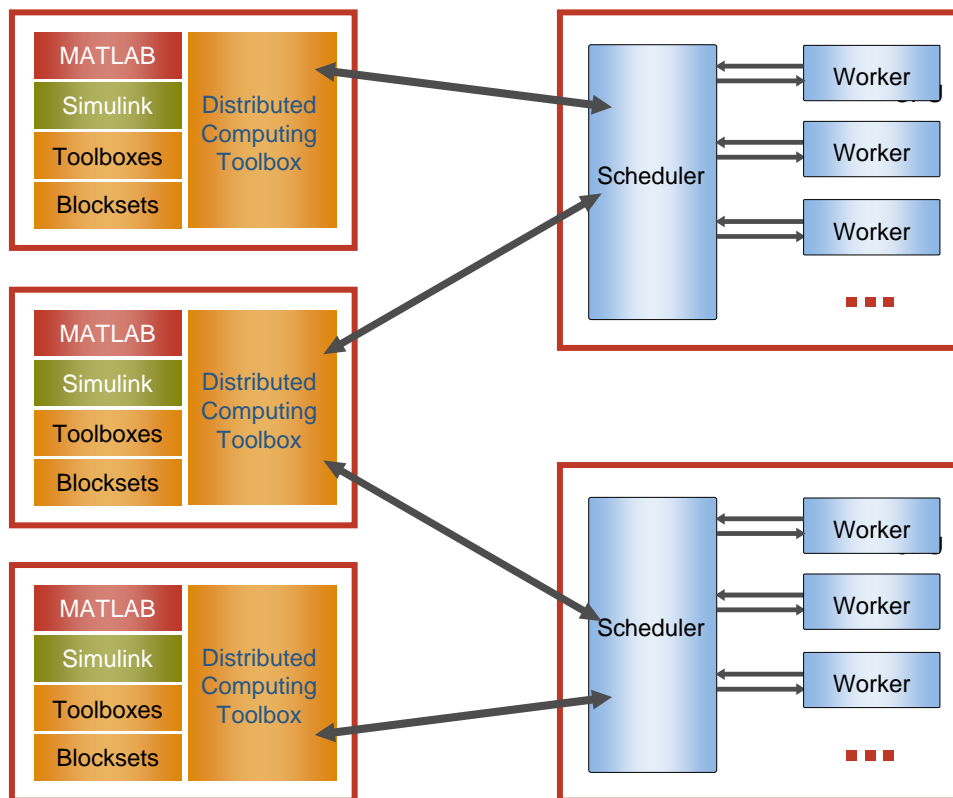 MATLAB
Simulink
Toolboxes
Blocksets
Distributed
Computing
Toolbox
Scheduler
Worker
Worker
Worker
MATLAB
Simulink
Toolboxes
Blocksets
Distributed
Computing
Toolbox
Scheduler
Worker
Worker
Worker
MATLAB
Simulink
Toolboxes
Blocksets
Distributed
Computing
Toolbox